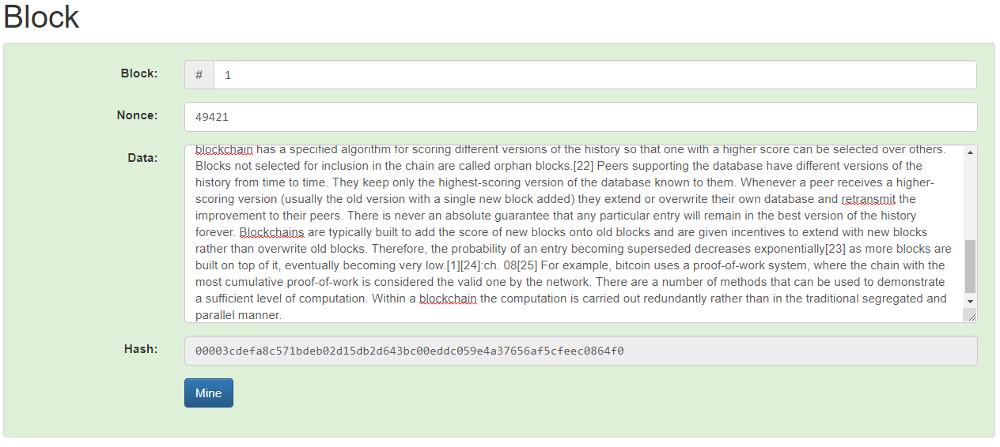 Block
Block:
# 1
Nonce:
49421
Data:
blockchain has a specified algorithm for scoring different versions of the history so that one with a higher score can be selected over others.
Blocks not selected for inclusion in the chain are called orphan blocks.[22] Peers supporting the database have different versions of the
history from time to time. They keep only the highest-scoring version of the database known to them. Whenever a peer receives a higher-
scoring version (usually the old version with a single new block added) they extend or overwrite their own database and retransmit the
improvement to their peers. There is never an absolute guarantee that any particular entry will remain in the best version of the history
forever. Blockchains are typically built to add the score of new blocks onto old blocks and are given incentives to extend with new blocks
rather than overwrite old blocks. Therefore, the probability of an entry becoming superseded decreases exponentially[23] as more blocks are
built on top of it, eventually becoming very low.[1][24]:ch. 08[25] For example, bitcoin uses a proof-of-work system, where the chain with the
most cumulative proof-of-work is considered the valid one by the network. There are a number of methods that can be used to demonstrate
a sufficient level of computation. Within a blockchain the computation is carried out redundantly rather than in the traditional segregated and
parallel manner.
Hash:
00003cdefa8c571bdeb02d15db2d643bc00eddc059e4a37656af5cfeec0864f0
Mine